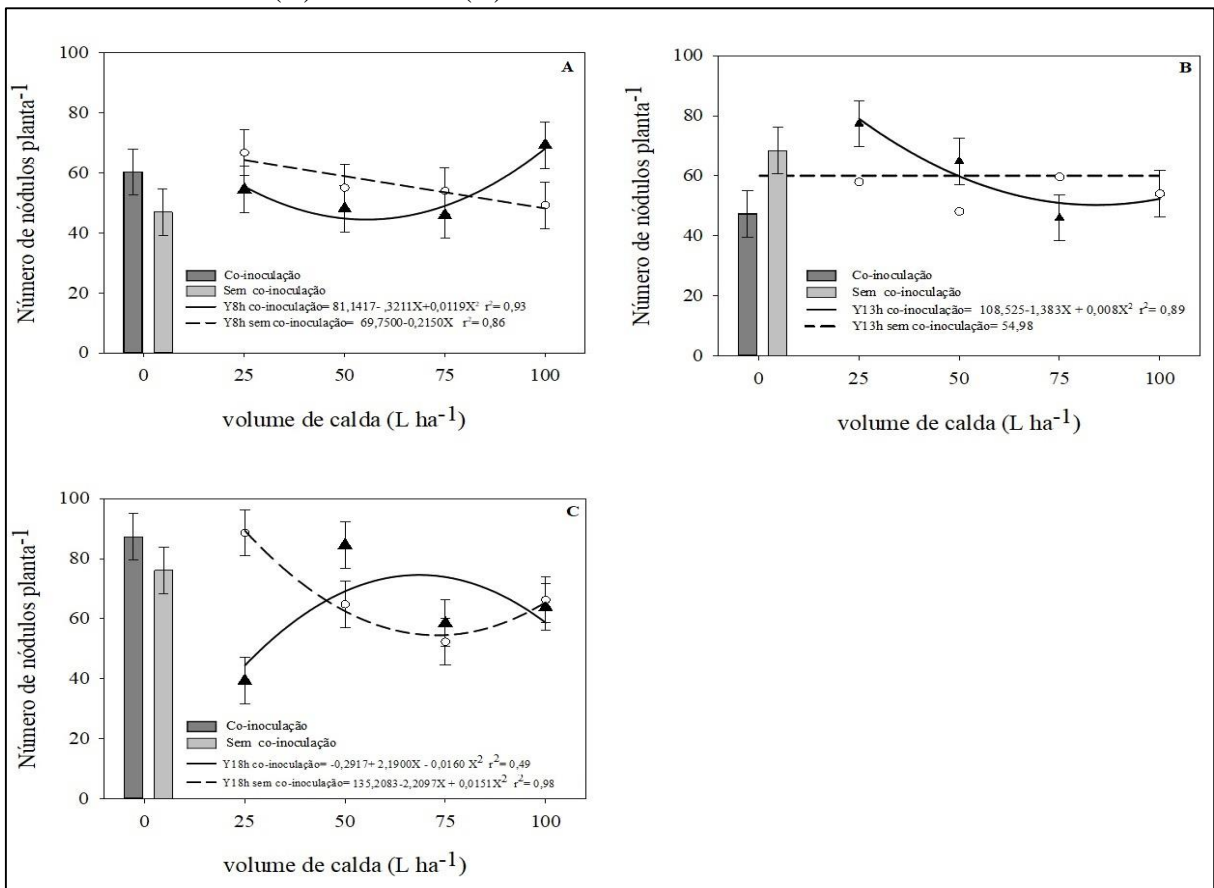 100
80
60
40
20
0
Número de nódulos planta-1
A
Co-inoculação
Sem co-inoculação
Y8h co-inoculação= 81,1417- ,3211X+0,0119X² r²= 0,93
Y8h sem co-inoculação= 69,7500-0,2150X r²= 0,86
0 25 50 75 100
volume de calda (L ha-1)
100
80
60
40
20
0
Número de nódulos planta-1
B
Co-inoculação
Sem co-inoculação
Y13h co-inoculação= 108,525-1,383X + 0,008X² r²= 0,89
Y13h sem co-inoculação= 54,98
0 25 50 75 100
volume de calda (L ha-1)
100
80
60
40
20
0
Número de nódulos planta-1
C
Co-inoculação
Sem co-inoculação
Y18h co-inoculação= -0,2917+ 2,1900X - 0,0160 X² r²= 0,49
Y18h sem co-inoculação= 135,2083-2,2097X + 0,0151X² r²= 0,98
0 25 50 75 100
volume de calda (L ha-1)